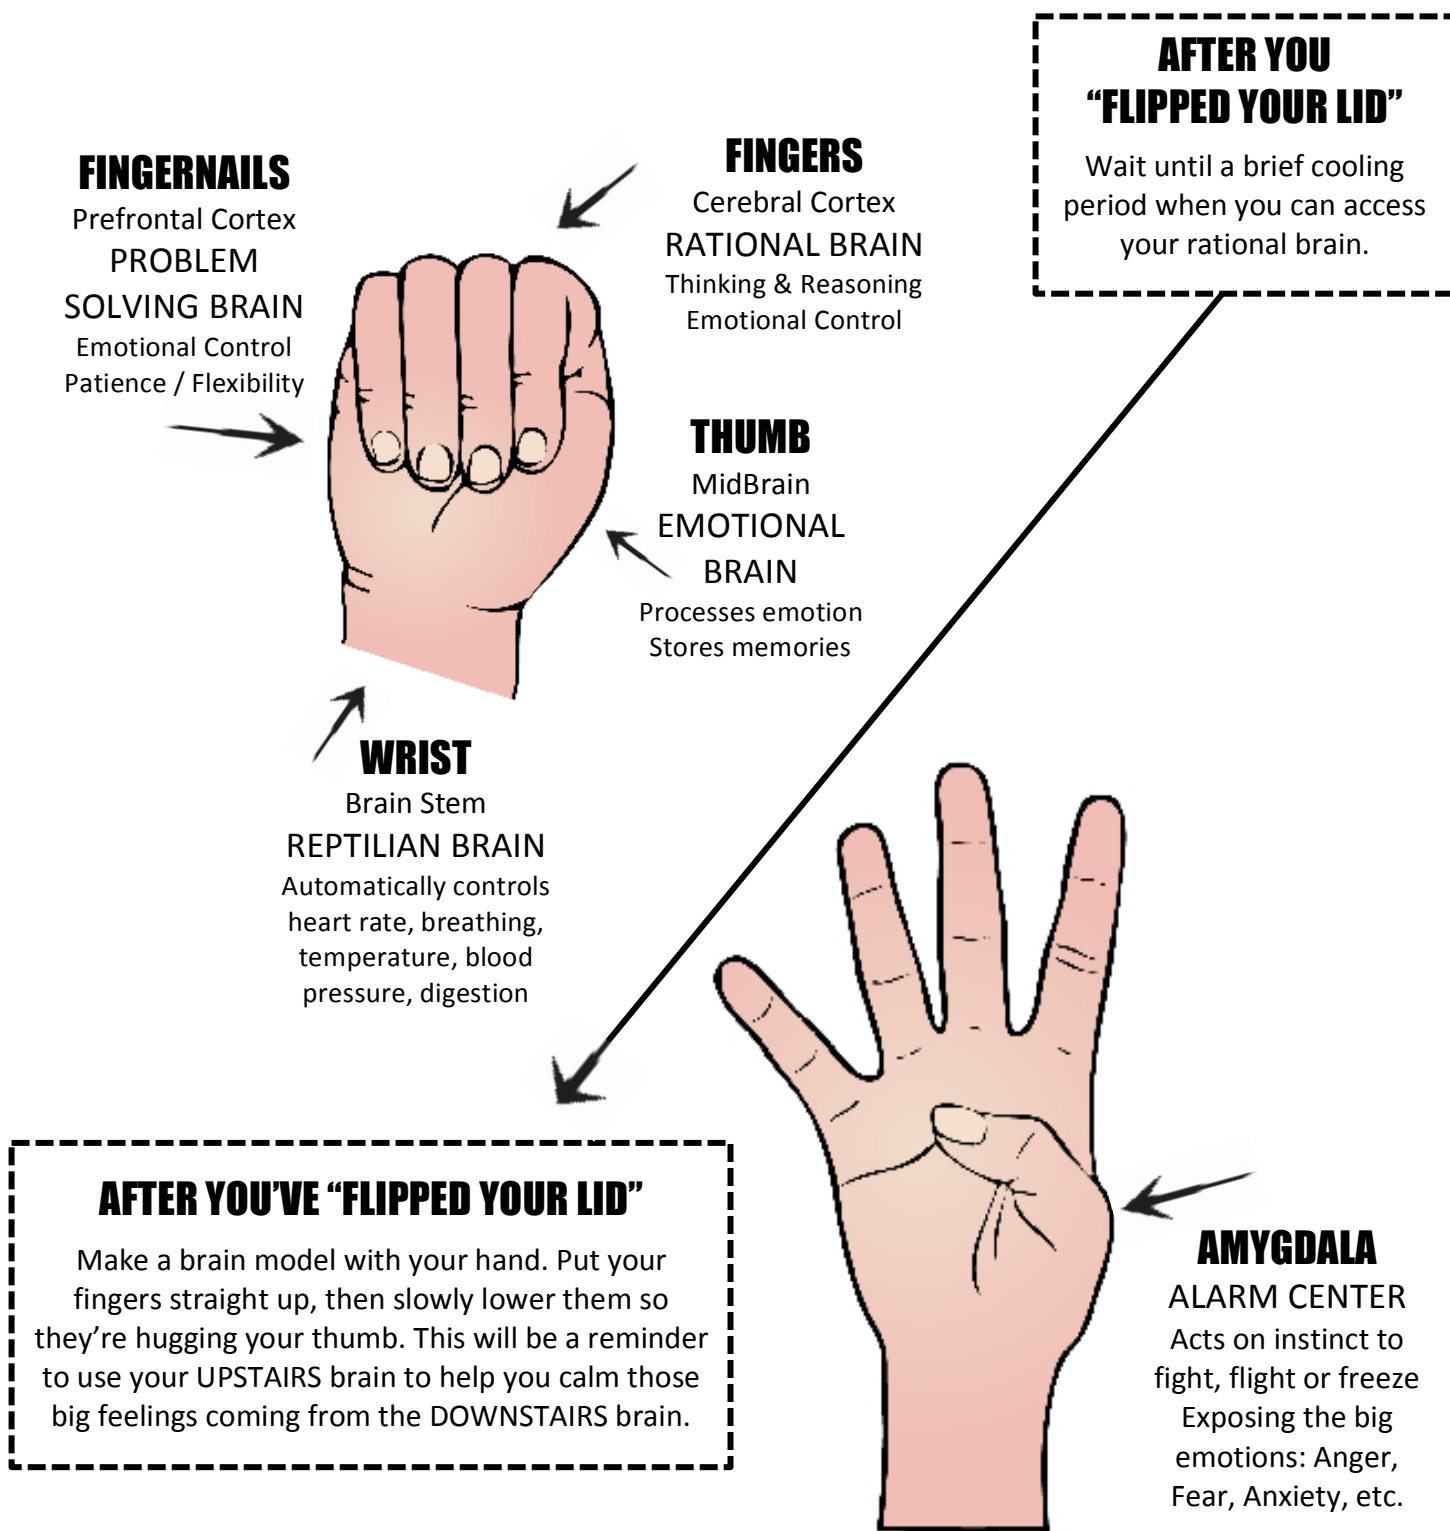 AFTER YOU
“FLIPPED YOUR LID”
Wait until a brief cooling
period when you can access
your rational brain.
FINGERNAILS
Prefrontal Cortex
PROBLEM
SOLVING BRAIN
Emotional Control
Patience / Flexibility
FINGERS
Cerebral Cortex
RATIONAL BRAIN
Thinking & Reasoning
Emotional Control
THUMB
MidBrain
EMOTIONAL
BRAIN
Processes emotion
Stores memories
WRIST
Brain Stem
REPTILIAN BRAIN
Automatically controls
heart rate, breathing,
temperature, blood
pressure, digestion
AFTER YOU’VE “FLIPPED YOUR LID”
Make a brain model with your hand. Put your
fingers straight up, then slowly lower them so
they’re hugging your thumb. This will be a reminder
to use your UPSTAIRS brain to help you calm those
big feelings coming from the DOWNSTAIRS brain.
AMYGDALA
ALARM CENTER
Acts on instinct to
fight, flight or freeze
Exposing the big
emotions: Anger,
Fear, Anxiety, etc.